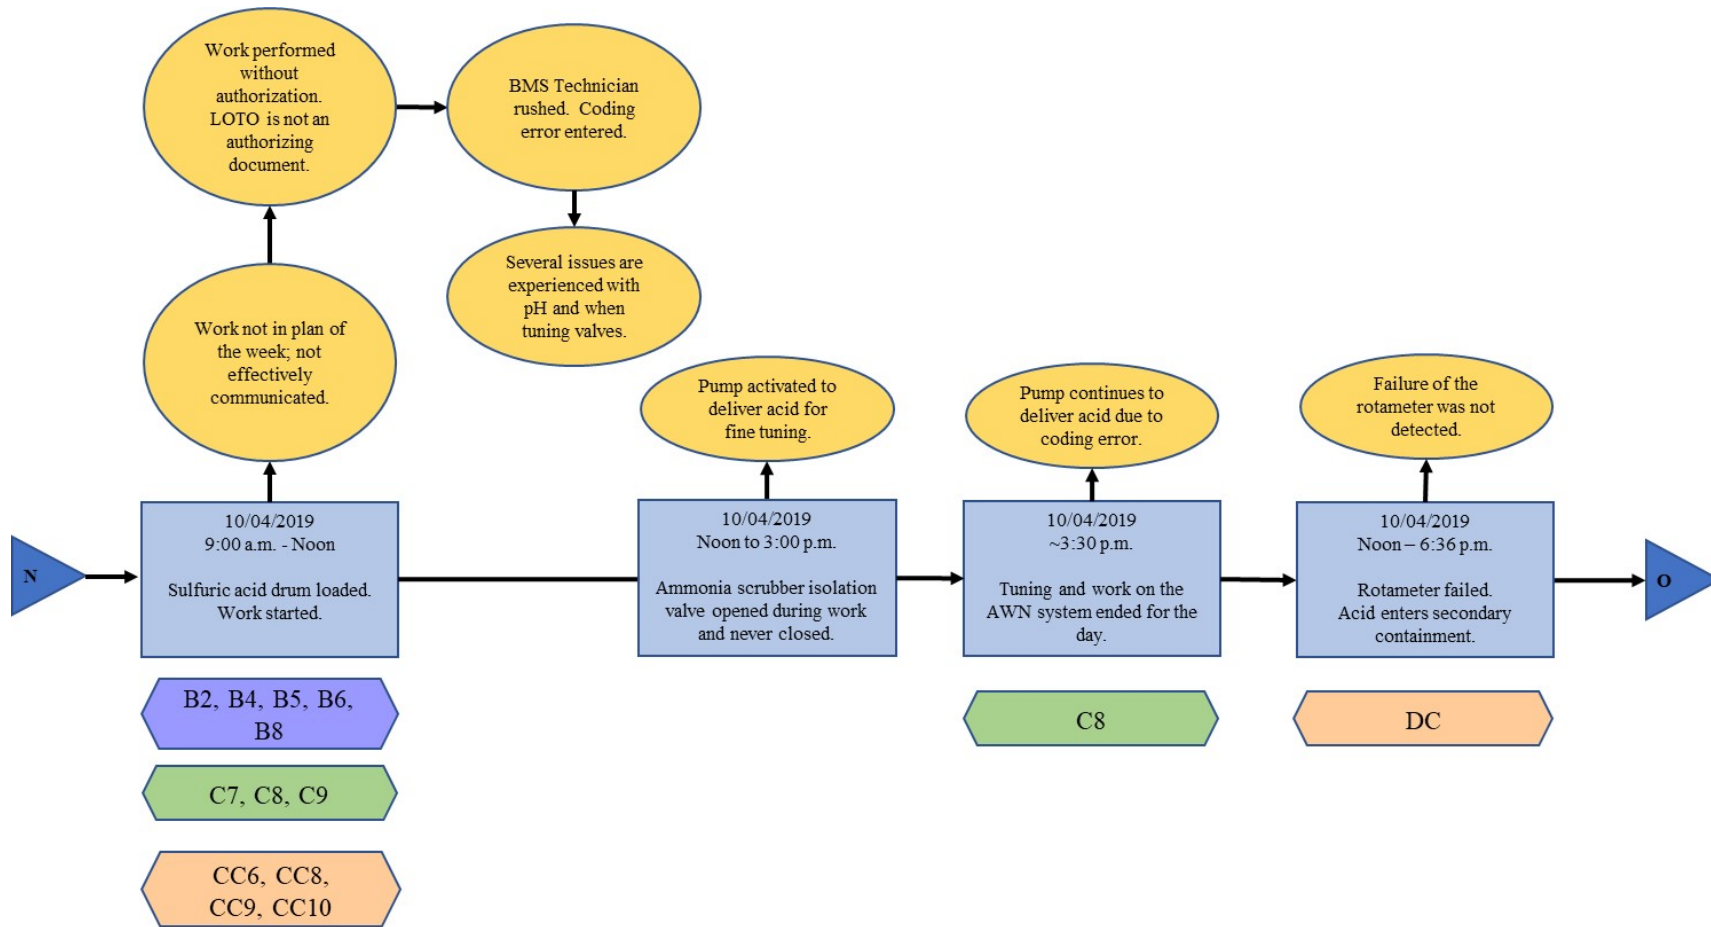 Work performed
without
authorization.
LOTO is not an
authorizing
document.
BMS Technician
rushed.  Coding
error entered.
Several issues are
experienced with
pH and when
tuning valves.
Work not in plan of
the week; not
effectively
communicated.
Pump activated to
deliver acid for
fine tuning.
Pump continues to
deliver acid due to
coding error.
Failure of the
rotameter was not
detected.
N
10/04/2019
9:00 a.m. - Noon
Sulfuric acid drum loaded.
Work started.
10/04/2019
Noon to 3:00 p.m.
Ammonia scrubber isolation
valve opened during work
and never closed.
10/04/2019
~3:30 p.m.
Tuning and work on the
AWN system ended for the
day.
10/04/2019
Noon – 6:36 p.m.
Rotameter failed.
Acid enters secondary
containment.
O
B2, B4, B5, B6,
B8
C7, C8, C9
CC6, CC8,
CC9, CC10
C8
DC